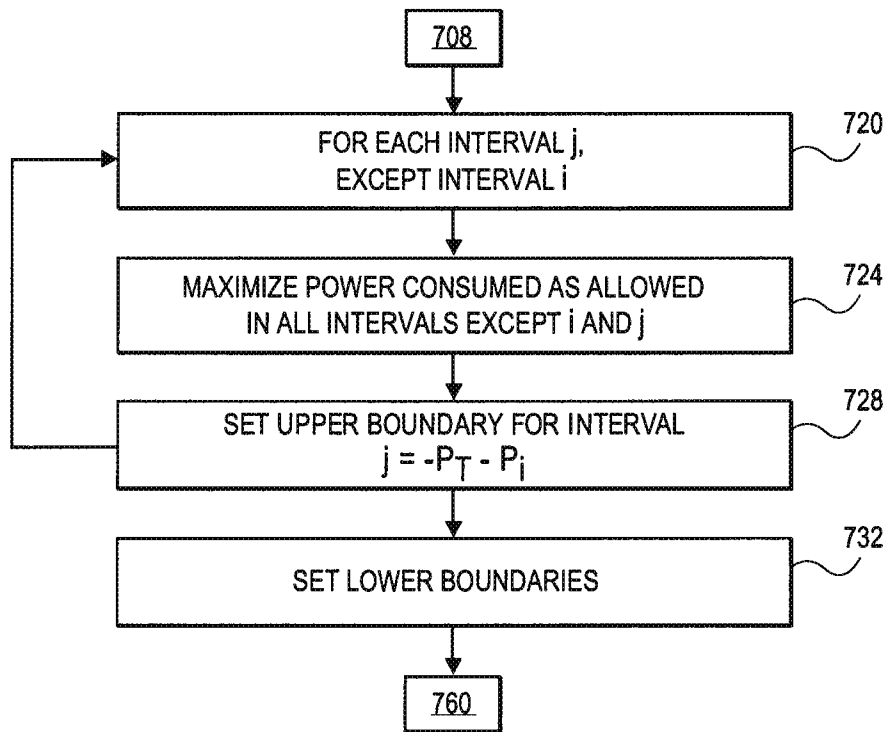 708
FOR EACH INTERVAL j,
EXCEPT INTERVAL i
720
MAXIMIZE POWER CONSUMED AS ALLOWED
IN ALL INTERVALS EXCEPT i AND j
724
SET UPPER BOUNDARY FOR INTERVAL
j = -PT - Pi
728
SET LOWER BOUNDARIES
732
760